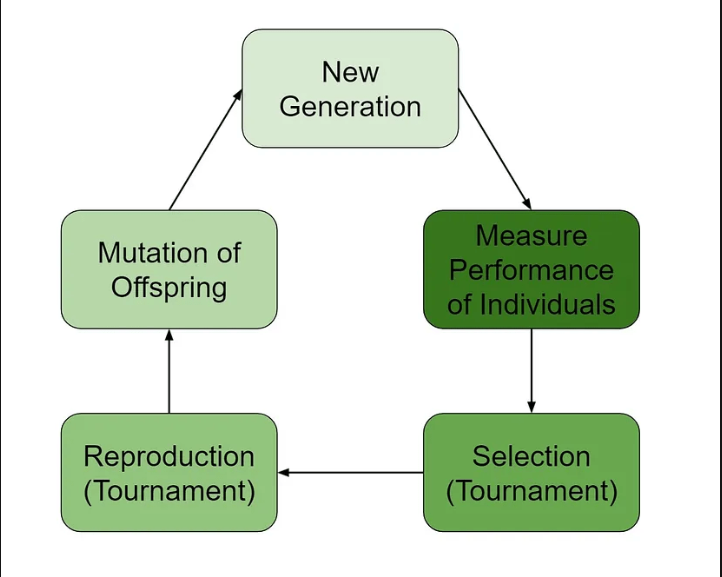 New
Generation
Measure
Performance
of Individuals
Selection
(Tournament)
Reproduction
(Tournament)
Mutation of
Offspring